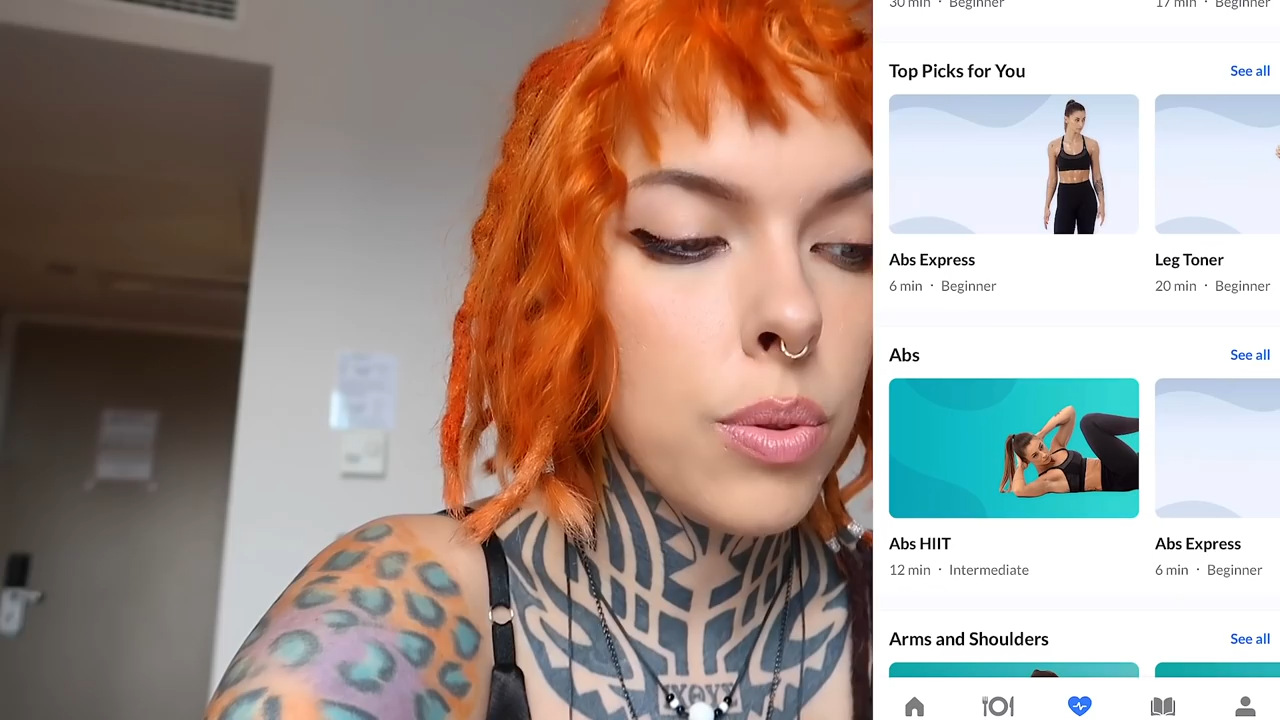 30 min · Beginner
17 min · Beginner
Top Picks for You
See all
Abs Express
6 min · Beginner
Leg Toner
20 min · Beginner
Abs
See all
Abs HIIT
12 min · Intermediate
Abs Express
6 min · Beginner
Arms and Shoulders
See all